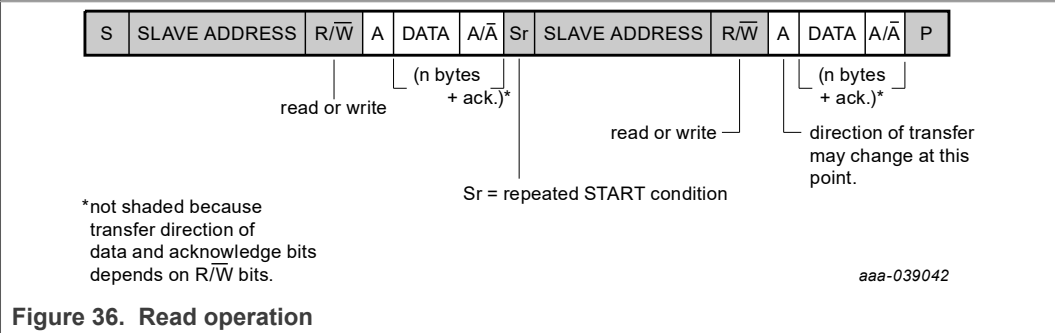 S SLAVE ADDRESS R/W̅ A DATA A/A̅ Sr SLAVE ADDRESS R/W̅ A DATA A/A̅ P
(n bytes
+ ack.)*
(n bytes
+ ack.)*
read or write
read or write
direction of transfer
may change at this
point.
Sr = repeated START condition
*not shaded because
transfer direction of
data and acknowledge bits
depends on R/W̅ bits.
aaa-039042
Figure 36. Read operation